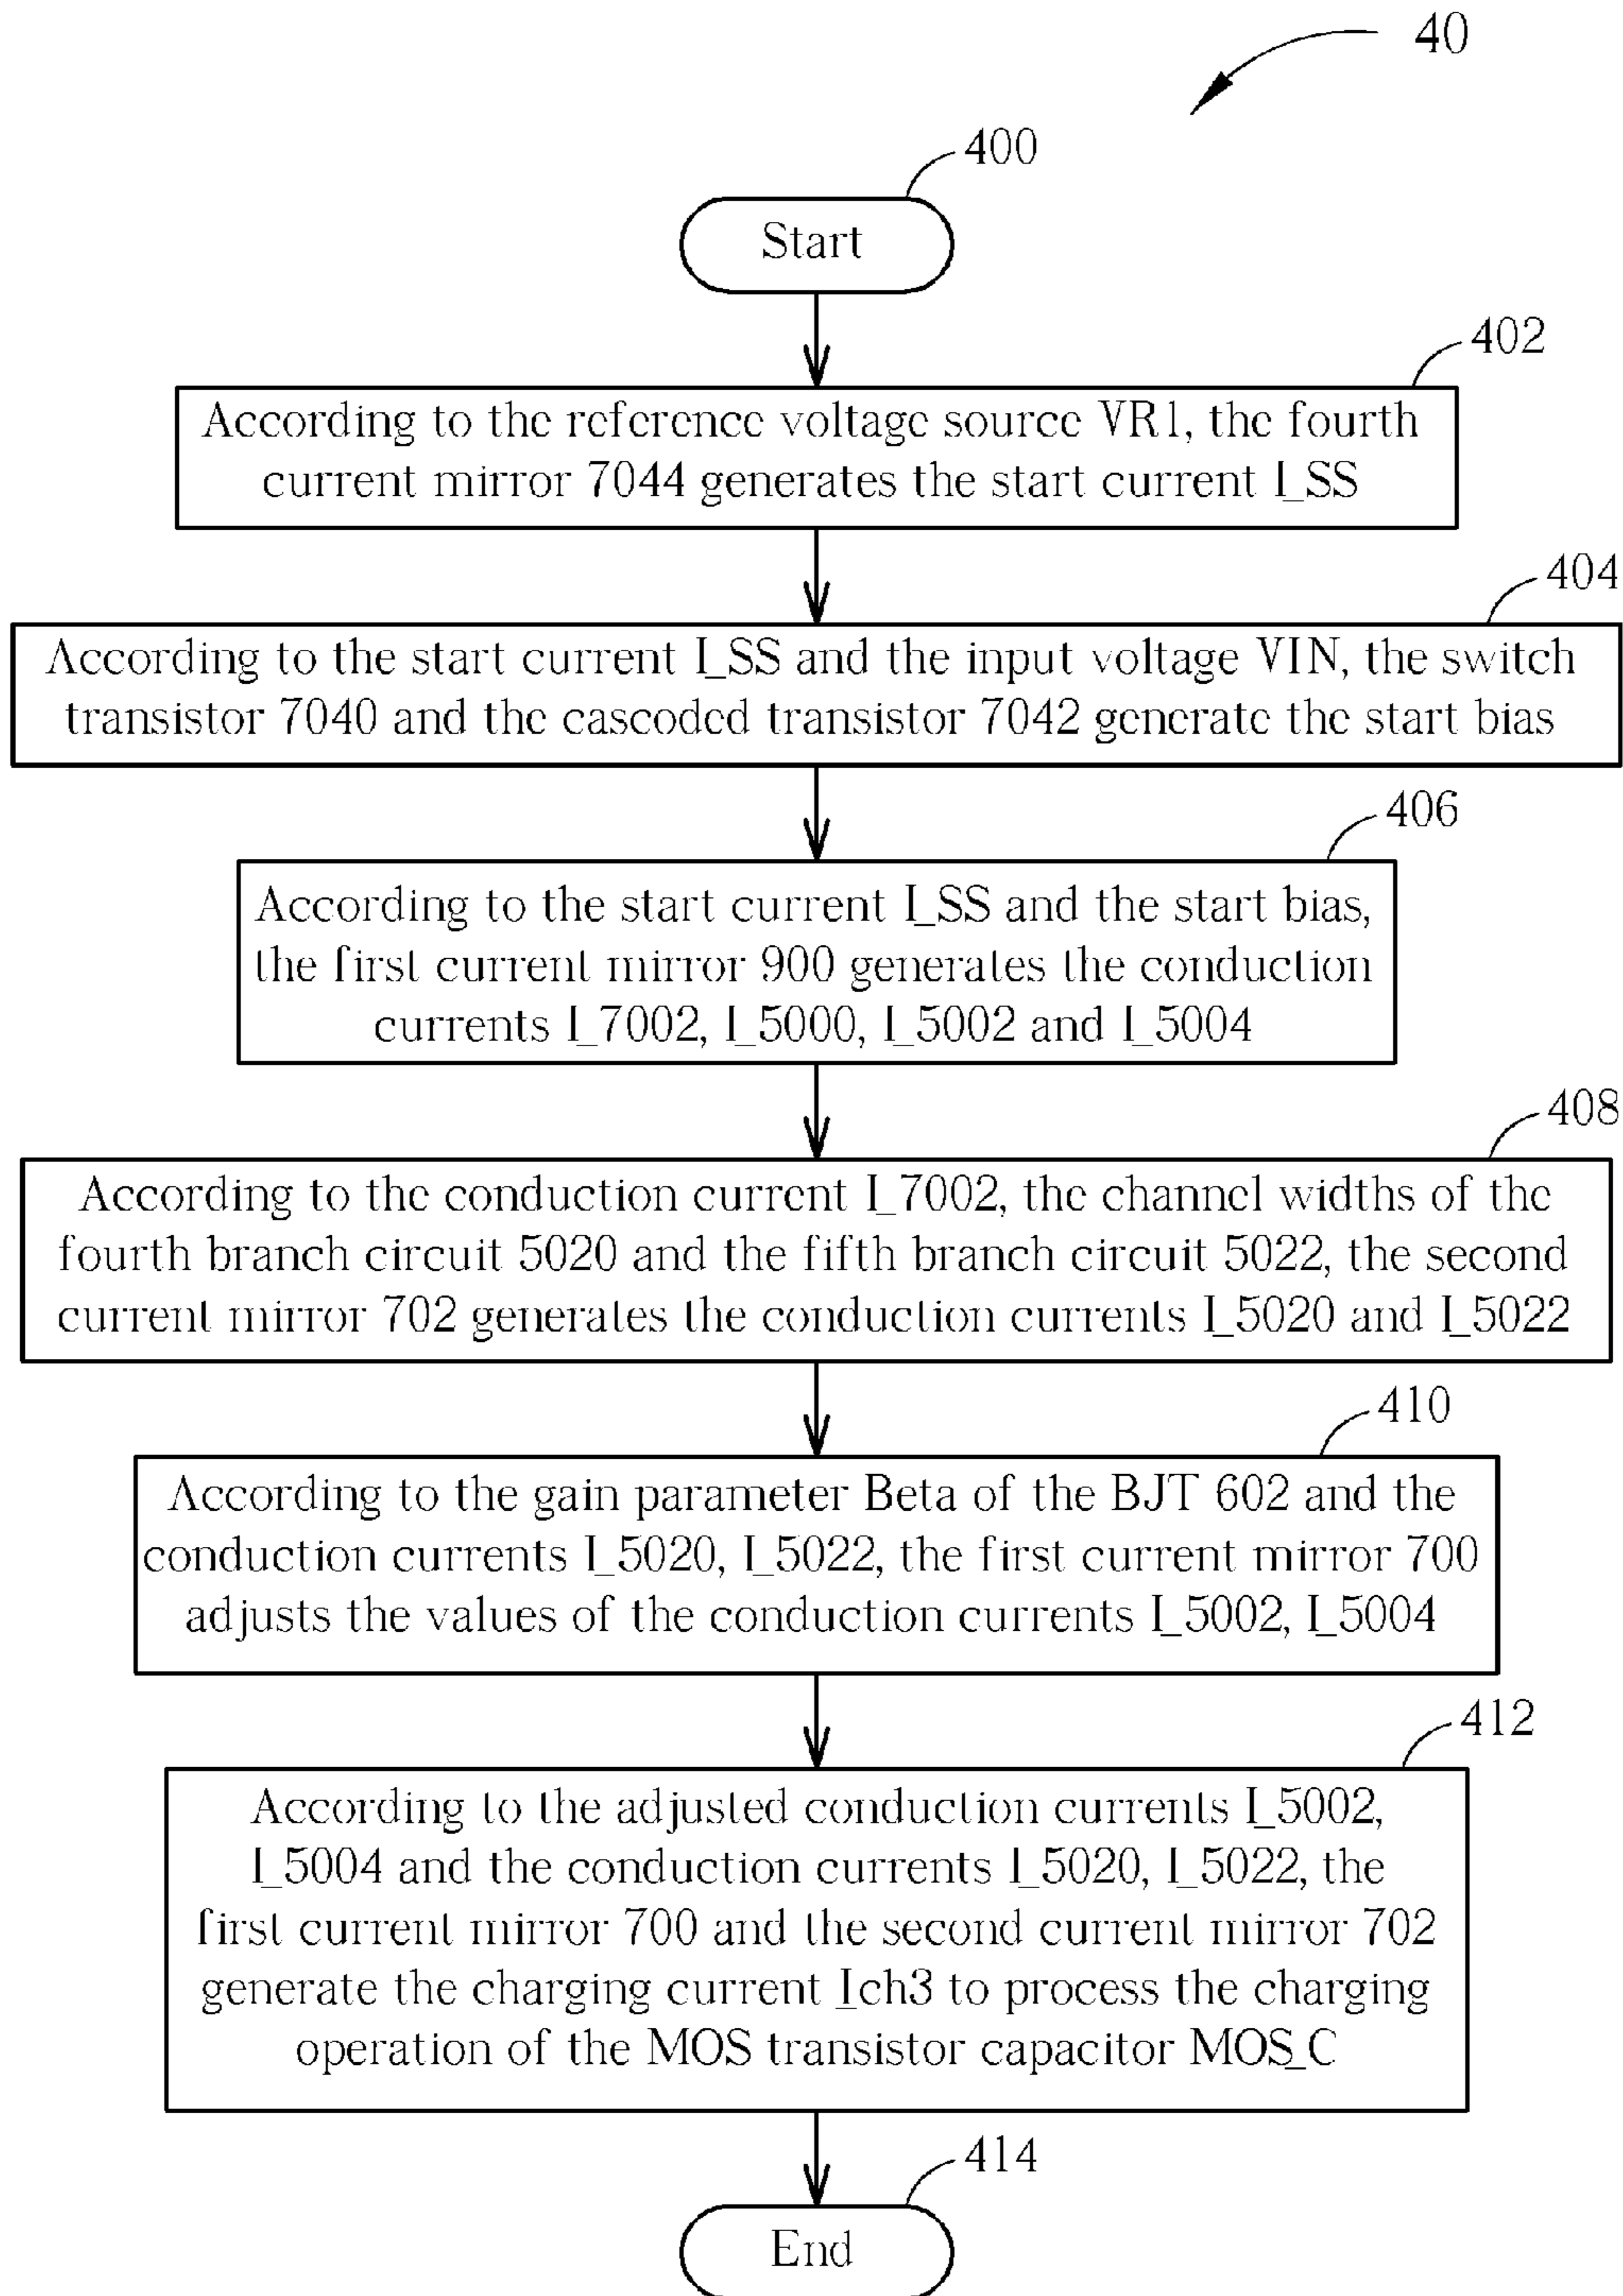 40
400
Start
402
According to the reference voltage source VR1, the fourth
current mirror 7044 generates the start current I_SS
404
According to the start current I_SS and the input voltage VIN, the switch
transistor 7040 and the cascoded transistor 7042 generate the start bias
406
According to the start current I_SS and the start bias,
the first current mirror 900 generates the conduction
currents I_7002, I_5000, I_5002 and I_5004
408
According to the conduction current I_7002, the channel widths of the
fourth branch circuit 5020 and the fifth branch circuit 5022, the second
current mirror 702 generates the conduction currents I_5020 and I_5022
410
According to the gain parameter Beta of the BJT 602 and the
conduction currents I_5020, I_5022, the first current mirror 700
adjusts the values of the conduction currents I_5002, I_5004
412
According to the adjusted conduction currents I_5002,
I_5004 and the conduction currents I_5020, I_5022, the
first current mirror 700 and the second current mirror 702
generate the charging current Ich3 to process the charging
operation of the MOS transistor capacitor MOS_C
414
End